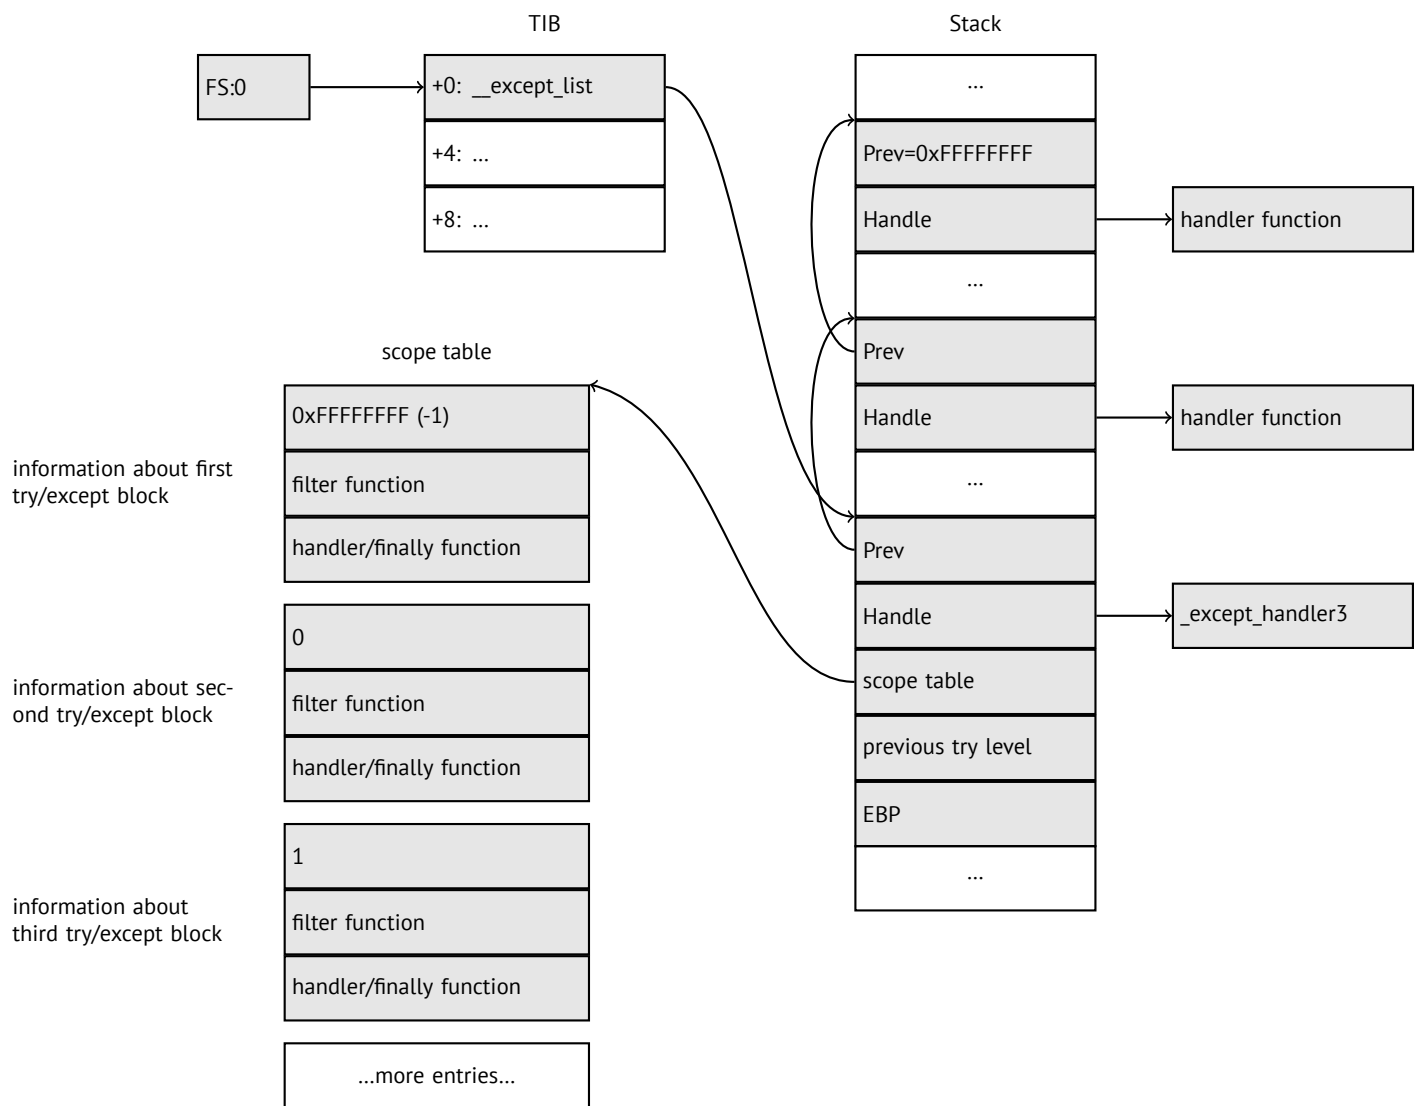 TIB
FS:0
+0: __except_list
+4: ...
+8: ...
Stack
...
Prev=0xFFFFFFFF
Handle
handler function
...
Prev
Handle
handler function
...
Prev
Handle
_except_handler3
scope table
previous try level
EBP
...
scope table
information about first
try/except block
0xFFFFFFFF (-1)
filter function
handler/finally function
information about sec-
ond try/except block
0
filter function
handler/finally function
information about
third try/except block
1
filter function
handler/finally function
...more entries...